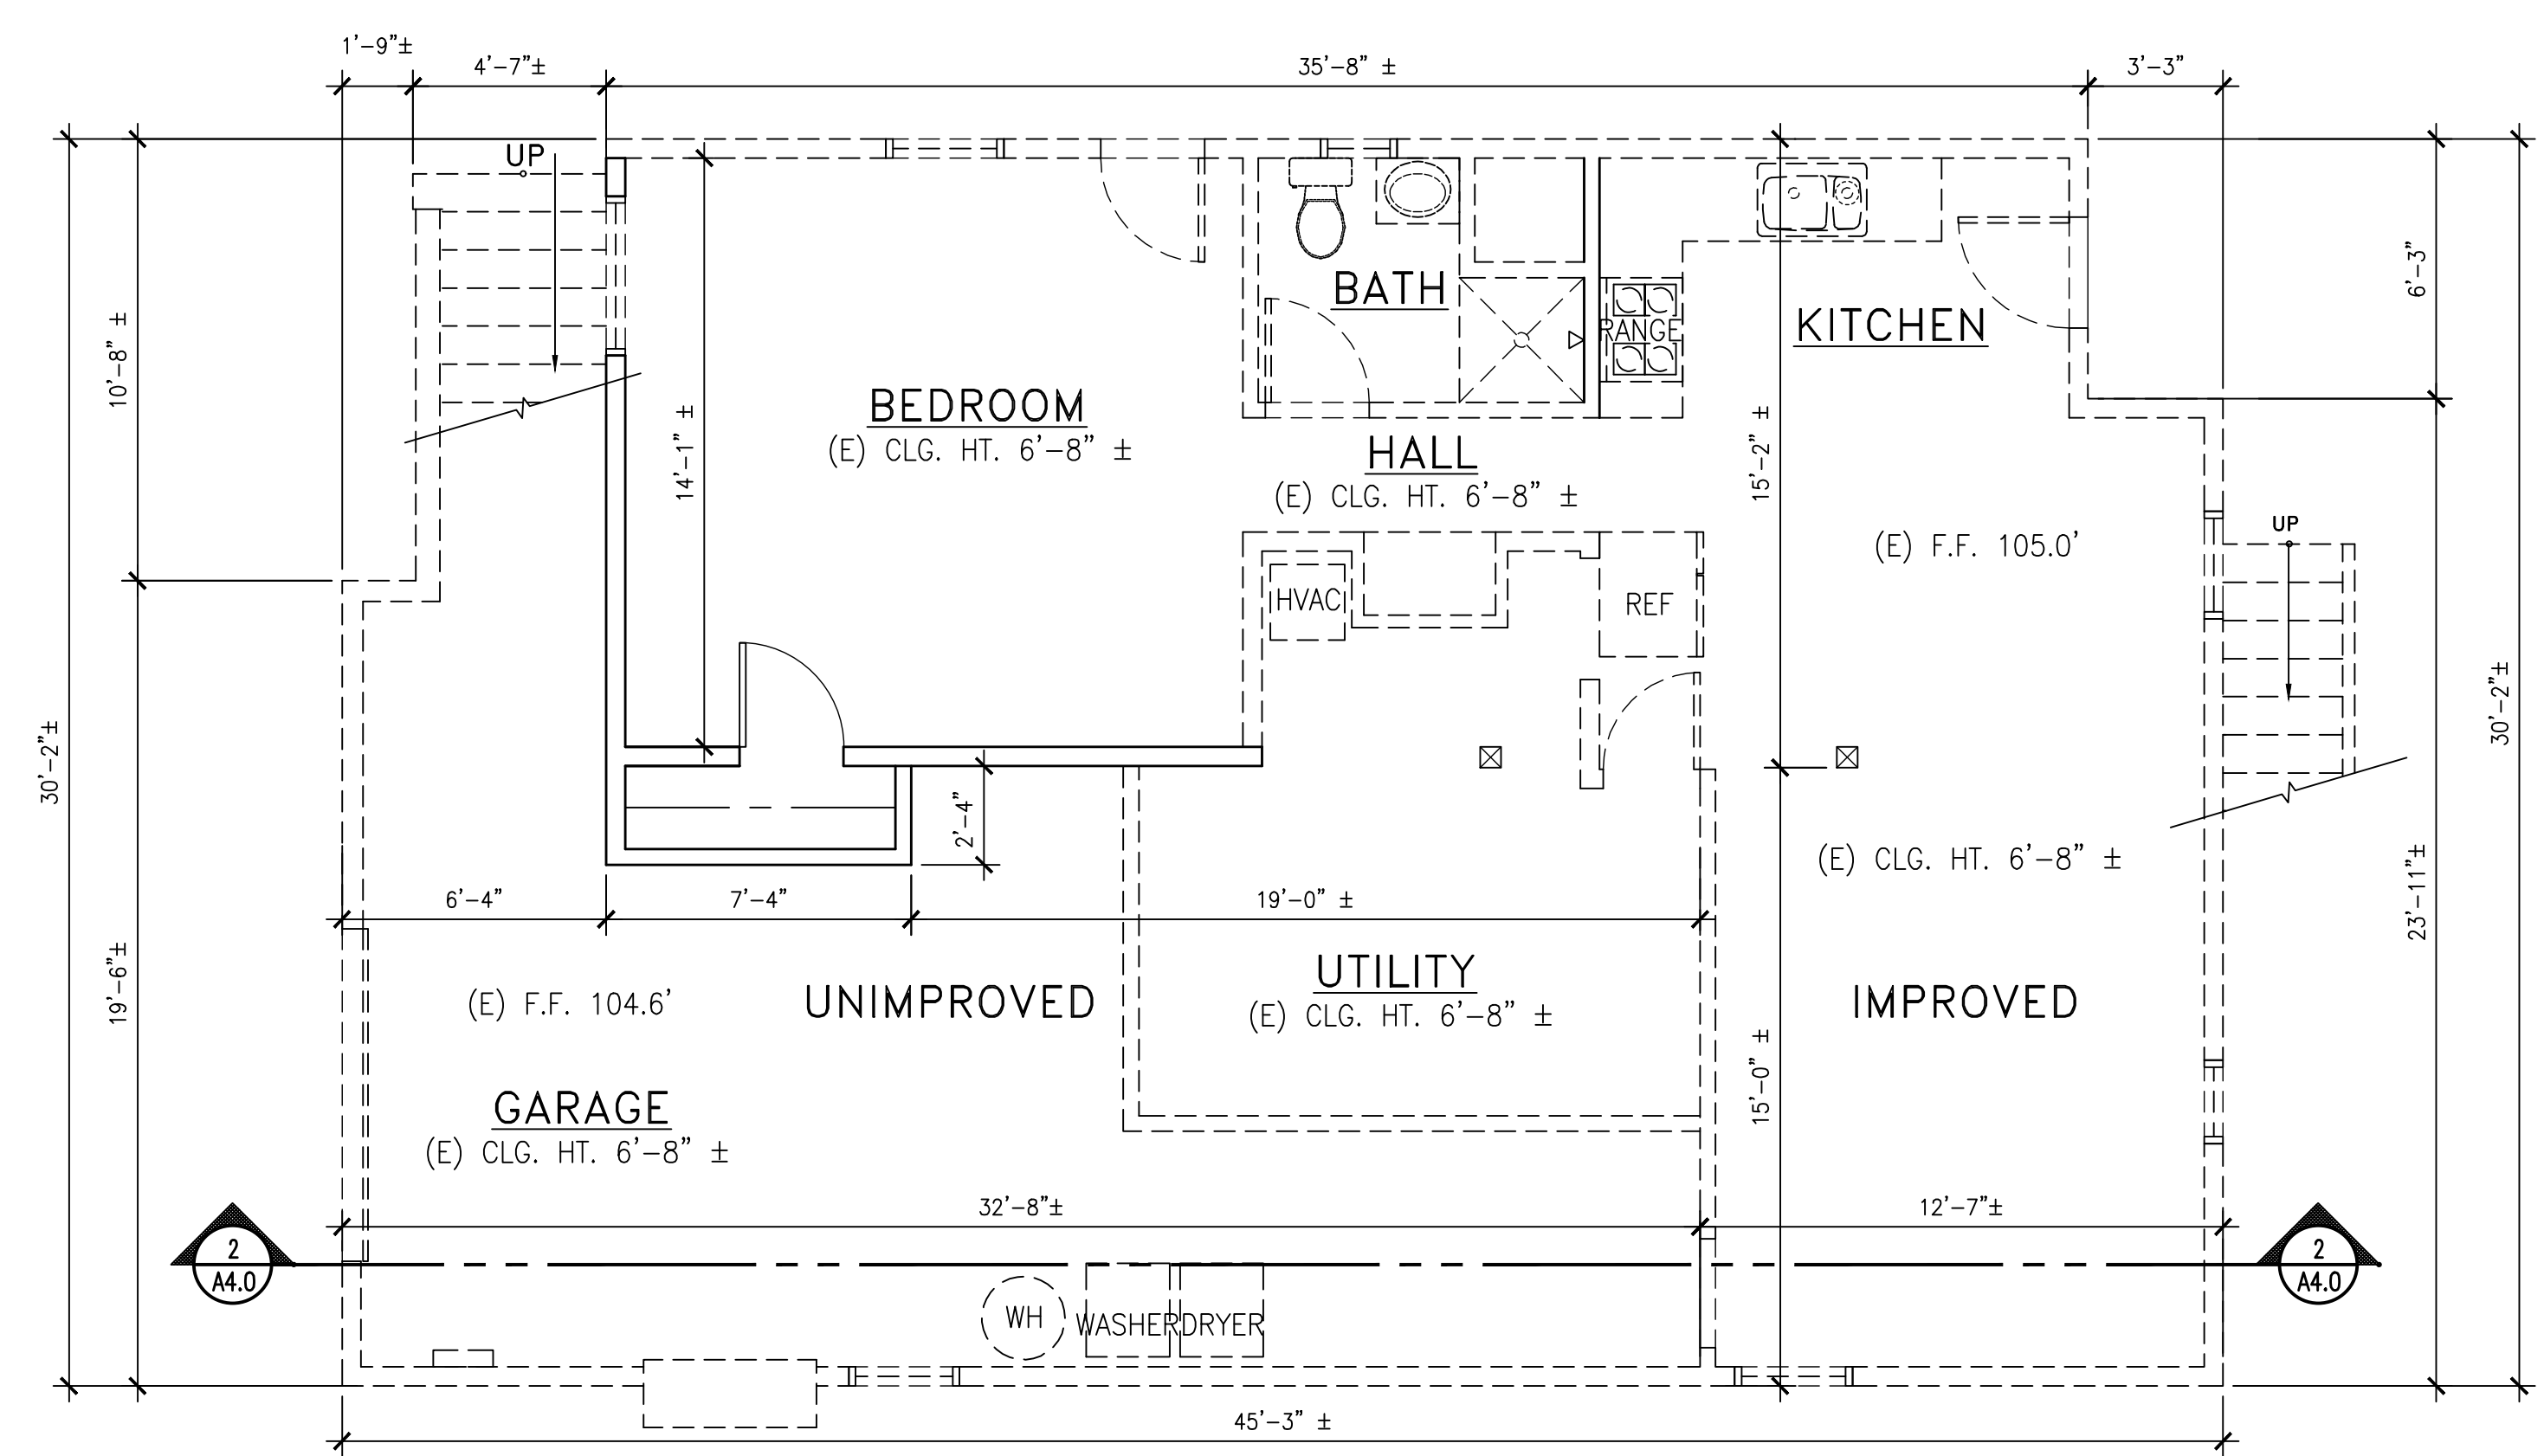 1'-9"±
4'-7"±
35'-8" ±
3'-3"
UP
10'-8" ±
6'-3"
BATH
RANGE
KITCHEN
BEDROOM
(E) CLG. HT. 6'-8" ±
14'-1" ±
15'-2" ±
HALL
(E) CLG. HT. 6'-8" ±
UP
(E) F.F. 105.0'
HVAC
REF
30'-2"±
30'-2"±
2'-4"
(E) CLG. HT. 6'-8" ±
23'-11"±
6'-4"
7'-4"
19'-0" ±
19'-6"±
UTILITY
(E) CLG. HT. 6'-8" ±
(E) F.F. 104.6'
UNIMPROVED
IMPROVED
15'-0" ±
GARAGE
(E) CLG. HT. 6'-8" ±
32'-8"±
12'-7"±
2
A4.0
2
A4.0
WH
WASHER
DRYER
45'-3" ±